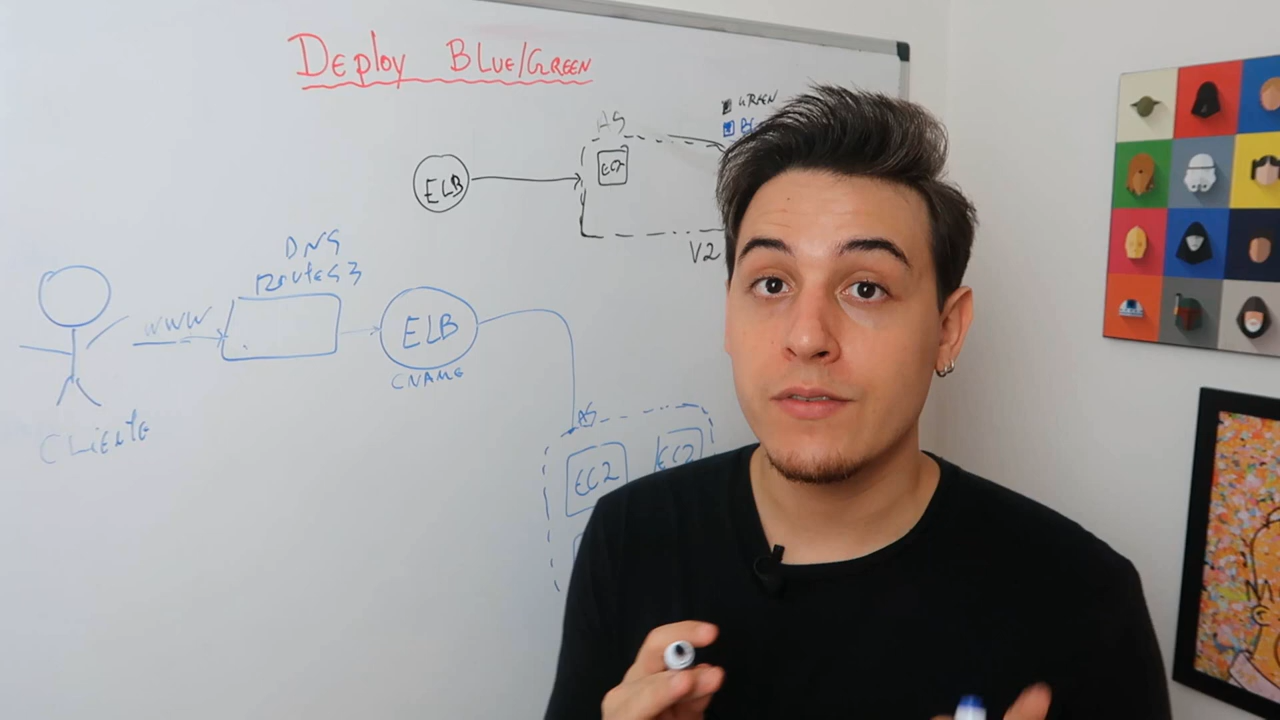 Deploy Blue/Green
GREEN
AS
ELB
EC2
V2
DNS
Route53
WWW
ELB
CNAME
Cliente
AS
EC2
EC2